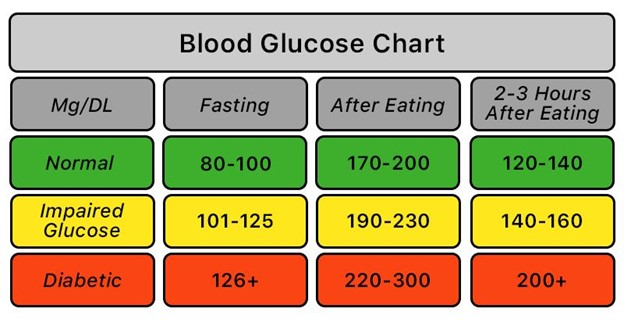 Blood Glucose Chart
Mg/DL Fasting After Eating 2-3 Hours
After Eating
Normal 80-100 170-200 120-140
Impaired
Glucose 101-125 190-230 140-160
Diabetic 126+ 220-300 200+